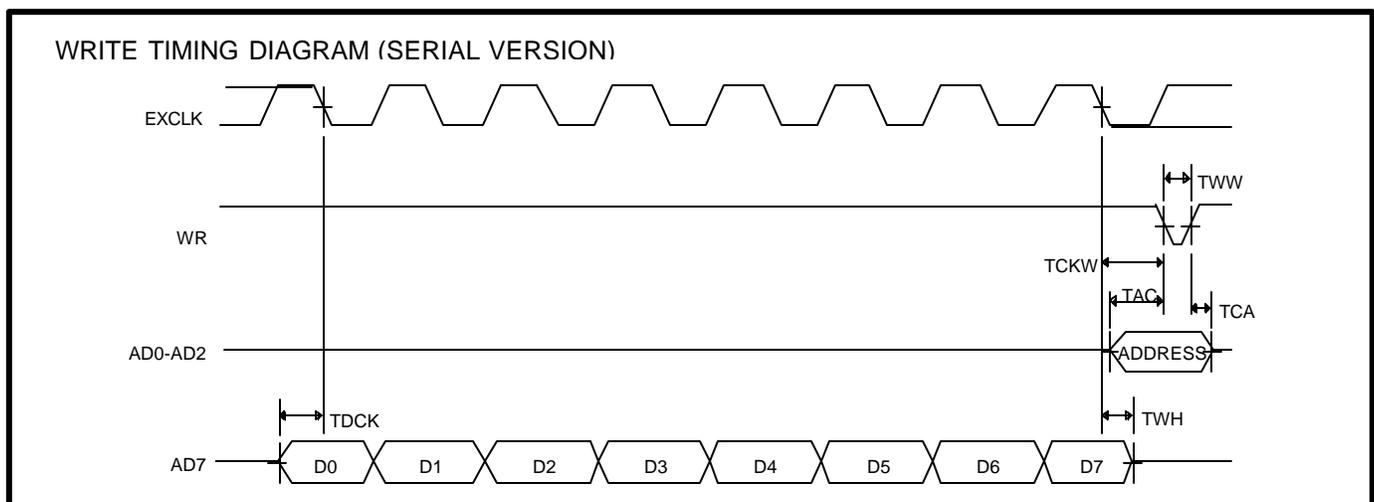 WRITE TIMING DIAGRAM (SERIAL VERSION)
EXCLK
TWW
WR
TCKW
TAC
TCA
AD0-AD2
ADDRESS
TDCK
TWH
AD7
D0 D1 D2 D3 D4 D5 D6 D7